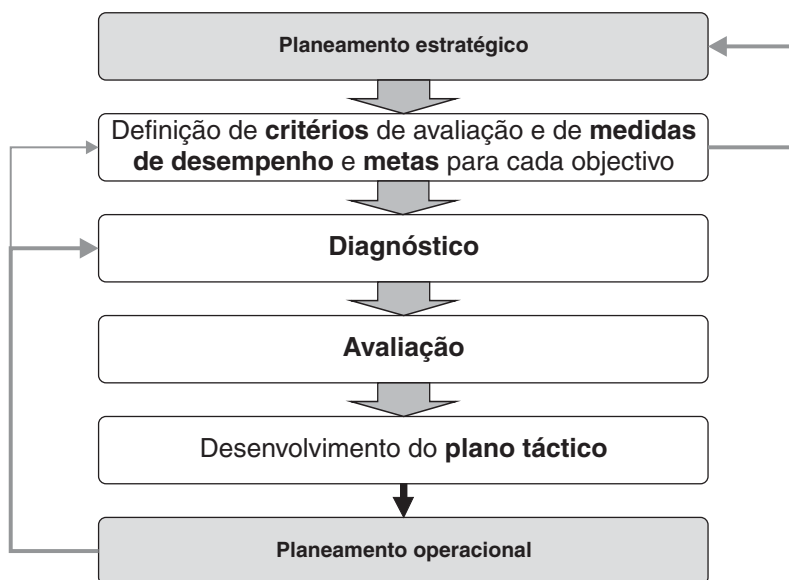 Planeamento estratégico
Definição de critérios de avaliação e de medidas
de desempenho e metas para cada objectivo
Diagnóstico
Avaliação
Desenvolvimento do plano táctico
Planeamento operacional